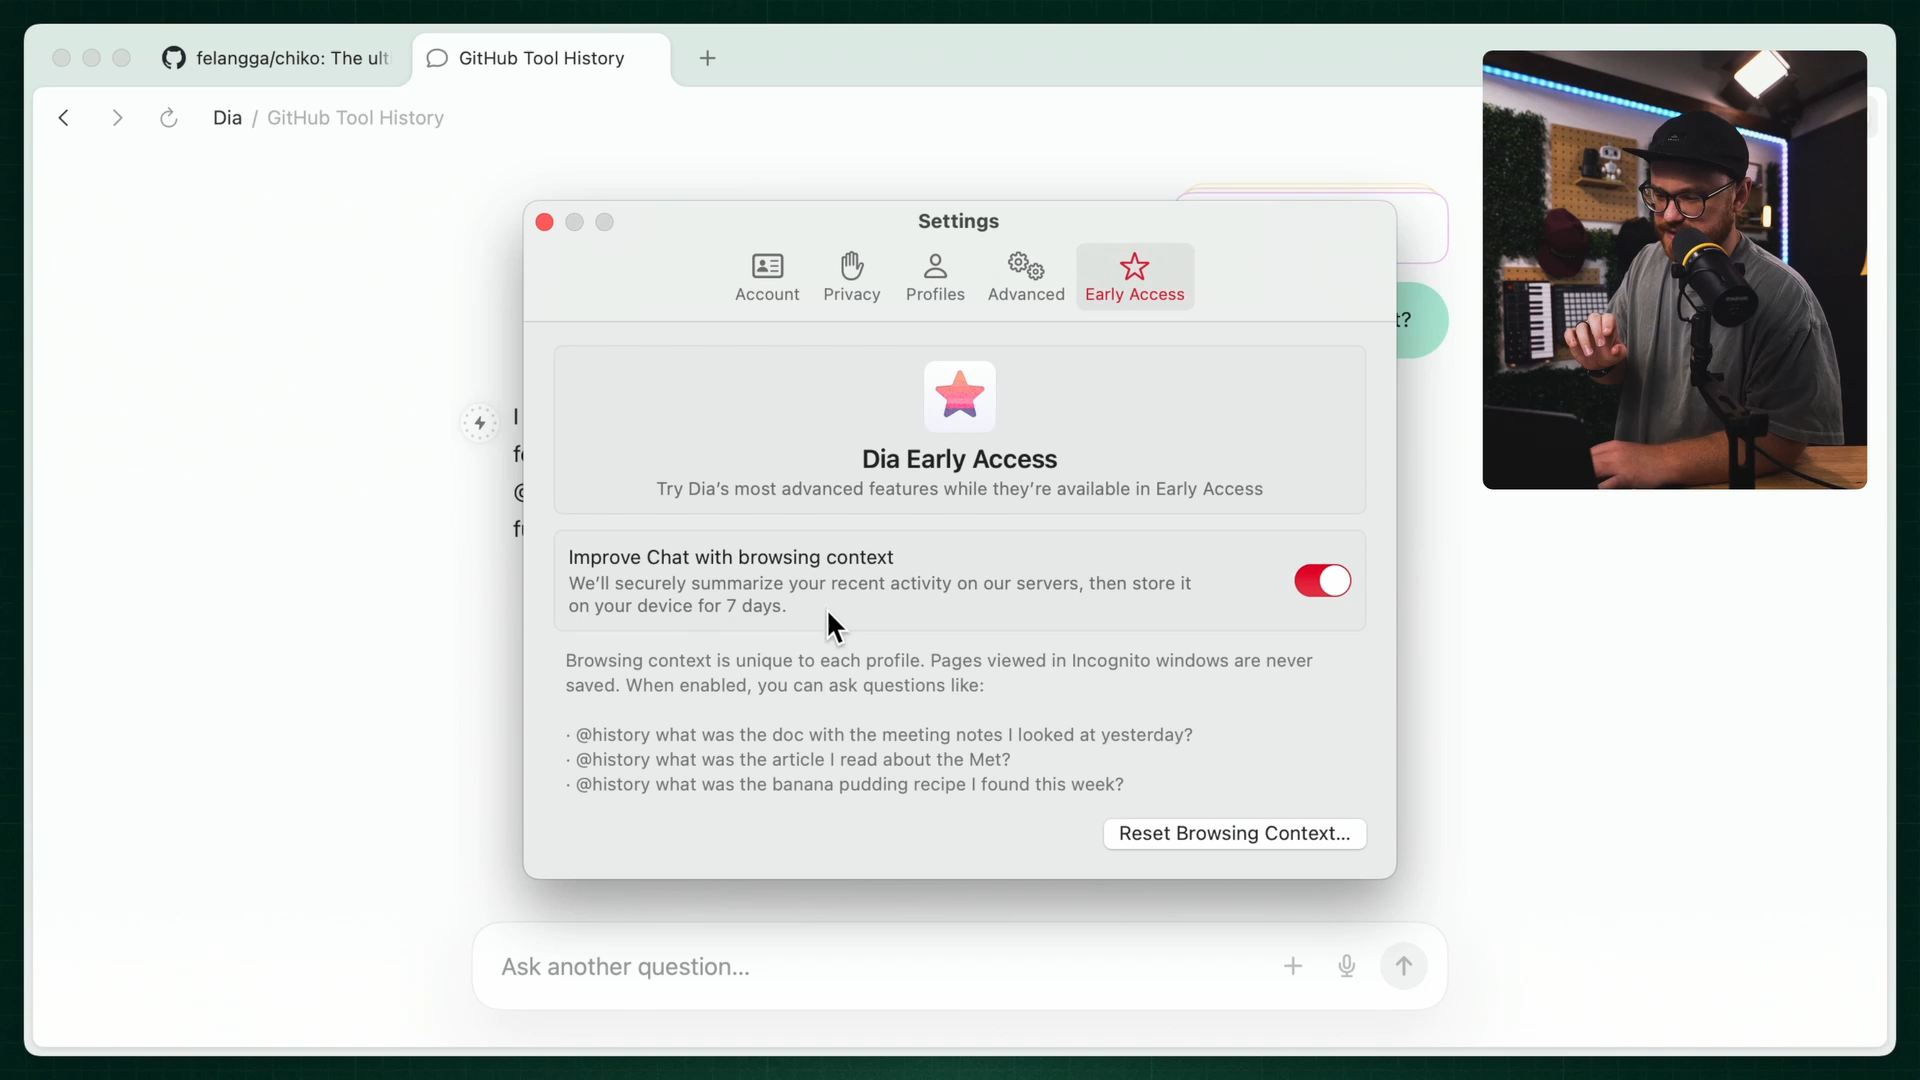 felangga/chiko: The ult
GitHub Tool History
Dia / GitHub Tool History
Settings
Account
Privacy
Profiles
Advanced
Early Access
t?
I
Dia Early Access
Try Dia’s most advanced features while they’re available in Early Access
Improve Chat with browsing context
We’ll securely summarize your recent activity on our servers, then store it
on your device for 7 days.
Browsing context is unique to each profile. Pages viewed in Incognito windows are never
saved. When enabled, you can ask questions like:
· @history what was the doc with the meeting notes I looked at yesterday?
· @history what was the article I read about the Met?
· @history what was the banana pudding recipe I found this week?
Reset Browsing Context...
Ask another question...